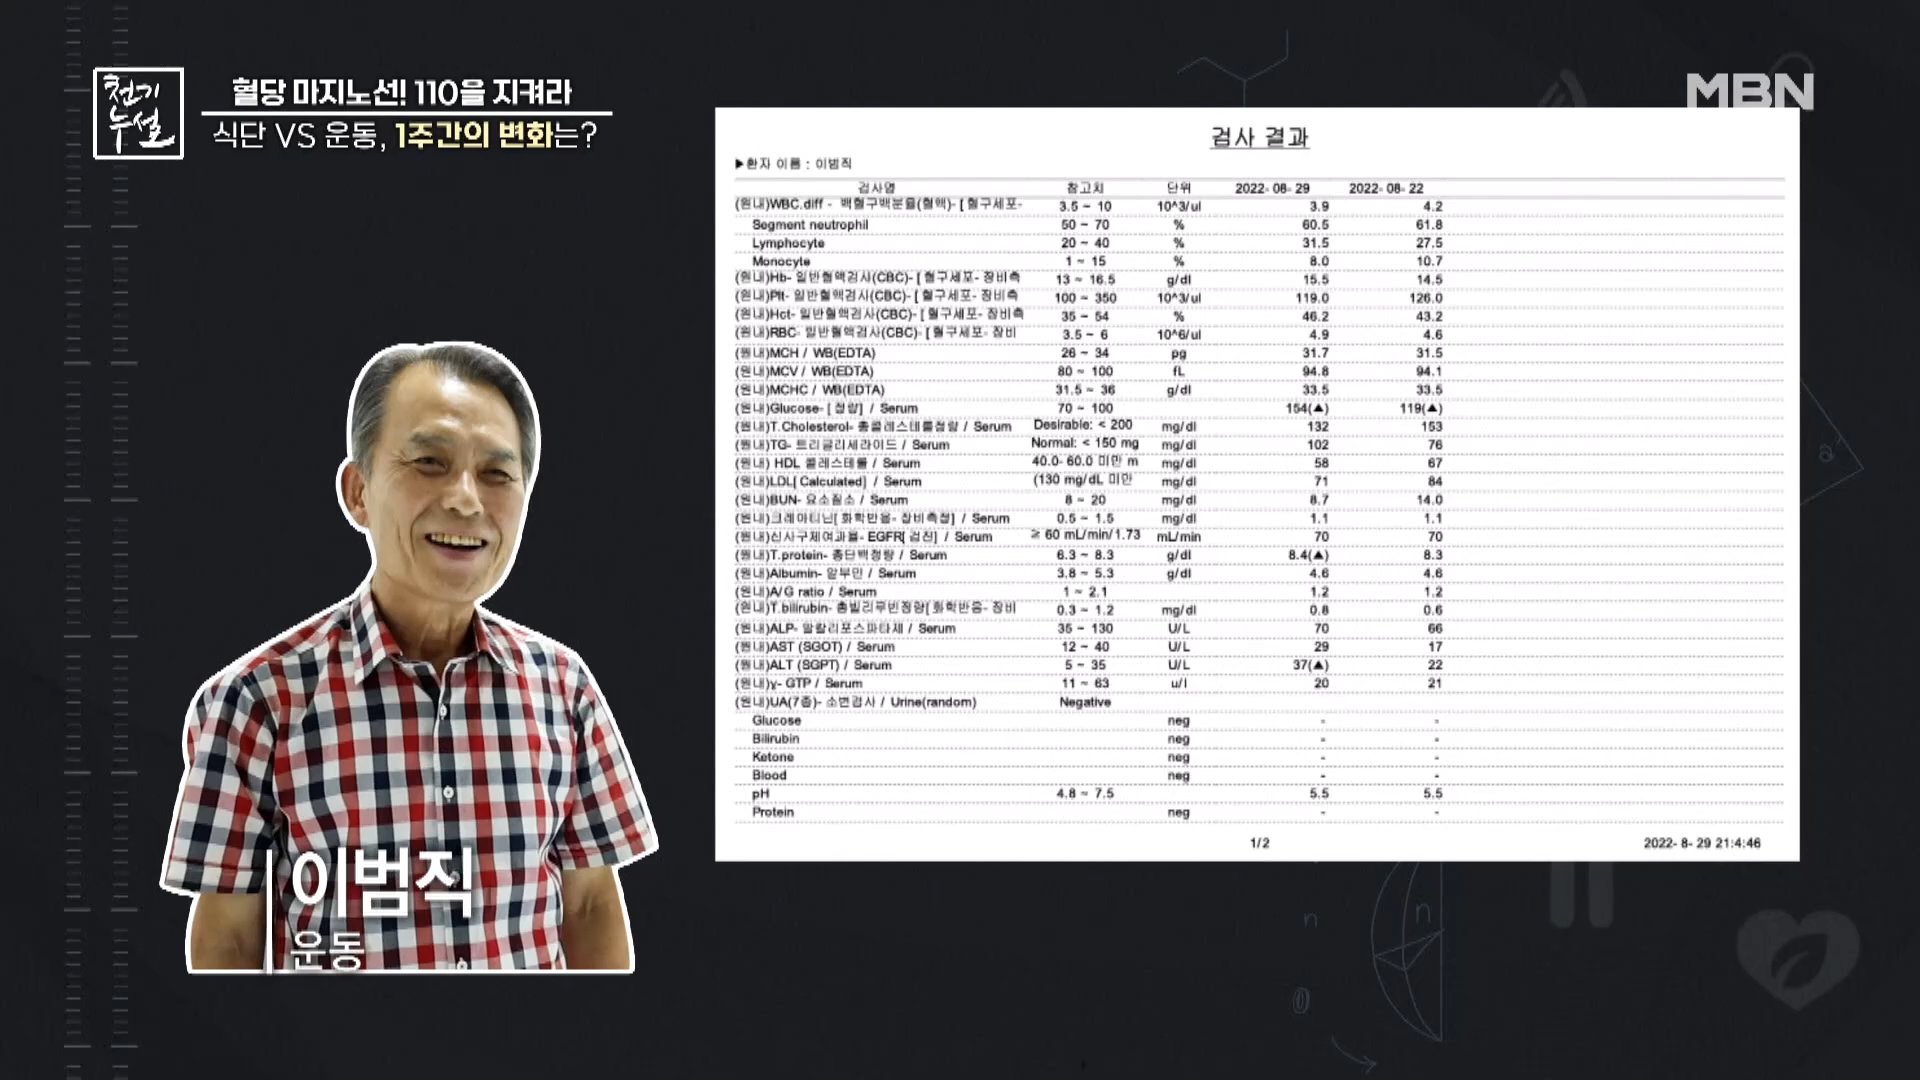 천기누설
혈당 마지노선! 110을 지켜라
식단 VS 운동, 1주간의 변화는?
MBN
검사 결과
▶환자 이름 : 이범직
검사명 참고치 단위 2022- 08- 29 2022- 08- 22
(원내)WBC.diff - 백혈구백분율(혈액)- [ 혈구세포- 3.5 ~ 10 10^3/ul 3.9 4.2
Segment neutrophil 50 ~ 70 % 60.5 61.8
Lymphocyte 20 ~ 40 % 31.5 27.5
Monocyte 1 ~ 15 % 8.0 10.7
(원내)Hb- 일반혈액검사(CBC)- [ 혈구세포- 장비측 13 ~ 16.5 g/dl 15.5 14.5
(원내)Plt- 일반혈액검사(CBC)- [ 혈구세포- 장비측 100 ~ 350 10^3/ul 119.0 126.0
(원내)Hct- 일반혈액검사(CBC)- [ 혈구세포- 장비측 35 ~ 54 % 46.2 43.2
(원내)RBC- 일반혈액검사(CBC)- [ 혈구세포- 장비 3.5 ~ 6 10^6/ul 4.9 4.6
(원내)MCH / WB(EDTA) 26 ~ 34 pg 31.7 31.5
(원내)MCV / WB(EDTA) 80 ~ 100 fL 94.8 94.1
(원내)MCHC / WB(EDTA) 31.5 ~ 36 g/dl 33.5 33.5
(원내)Glucose- [ 정량] / Serum 70 ~ 100 154(▲) 119(▲)
(원내)T.Cholesterol- 총콜레스테롤정량 / Serum Desirable: < 200 mg/dl 132 153
(원내)TG- 트리글리세라이드 / Serum Normal: < 150 mg mg/dl 102 76
(원내) HDL 콜레스테롤 / Serum 40.0- 60.0 미만 m mg/dl 58 67
(원내)LDL[ Calculated] / Serum (130 mg/dL 미만 mg/dl 71 84
(원내)BUN- 요소질소 / Serum 8 ~ 20 mg/dl 8.7 14.0
(원내)크레아티닌[ 화학반응- 장비측정] / Serum 0.5 ~ 1.5 mg/dl 1.1 1.1
(원내)신사구체여과율- EGFR[ 검진] / Serum ≥ 60 mL/min/1.73 mL/min 70 70
(원내)T.protein- 총단백정량 / Serum 6.3 ~ 8.3 g/dl 8.4(▲) 8.3
(원내)Albumin- 알부민 / Serum 3.8 ~ 5.3 g/dl 4.6 4.6
(원내)A/G ratio / Serum 1 ~ 2.1 1.2 1.2
(원내)T.bilirubin- 총빌리루빈정량[ 화학반응- 장비 0.3 ~ 1.2 mg/dl 0.8 0.6
(원내)ALP- 알칼리포스파타제 / Serum 35 ~ 130 U/L 70 66
(원내)AST (SGOT) / Serum 12 ~ 40 U/L 29 17
(원내)ALT (SGPT) / Serum 5 ~ 35 U/L 37(▲) 22
(원내)γ- GTP / Serum 11 ~ 63 u/l 20 21
(원내)UA(7종)- 소변검사 / Urine(random) Negative
Glucose neg - -
Bilirubin neg - -
Ketone neg - -
Blood neg - -
pH 4.8 ~ 7.5 5.5 5.5
Protein neg - -
1/2 2022- 8- 29 21:4:46
이범직
운동